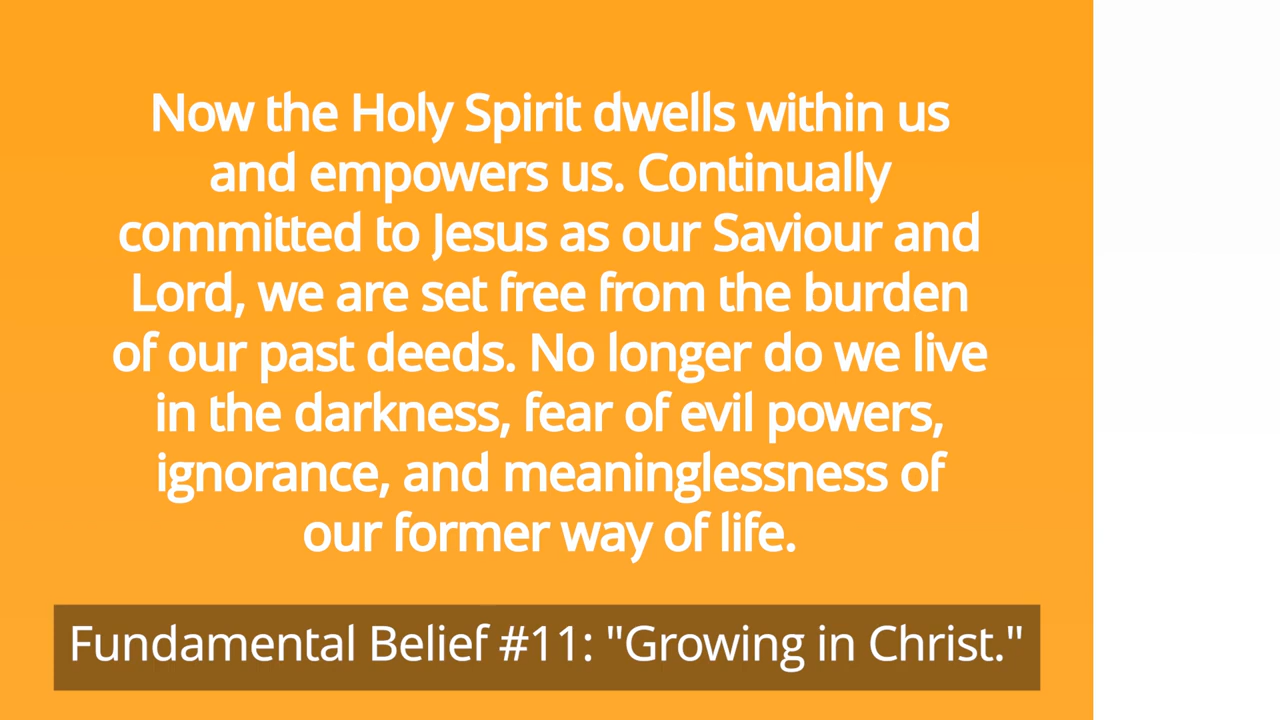 Now the Holy Spirit dwells within us
and empowers us. Continually
committed to Jesus as our Saviour and
Lord, we are set free from the burden
of our past deeds. No longer do we live
in the darkness, fear of evil powers,
ignorance, and meaninglessness of
our former way of life.
Fundamental Belief #11: "Growing in Christ."